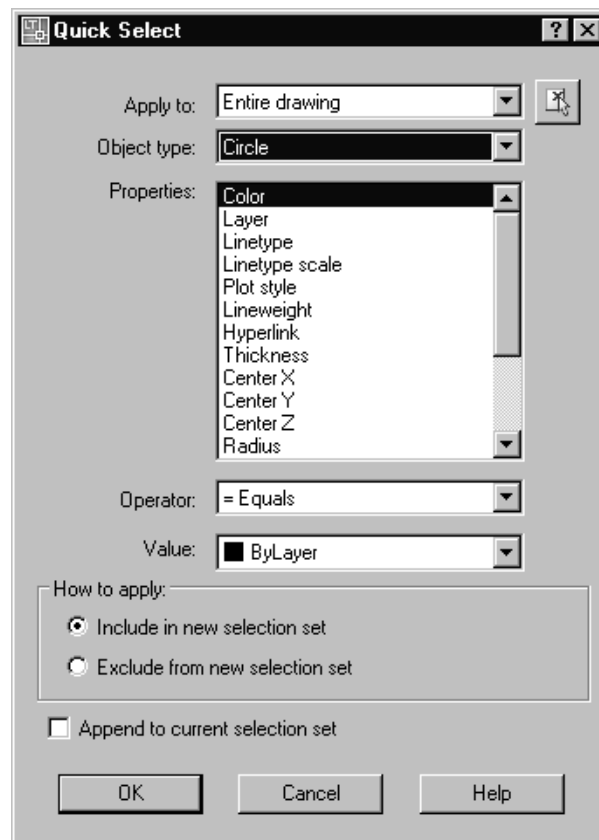 LT Quick Select ? X
Apply to: Entire drawing
Object type: Circle
Properties: Color
Layer
Linetype
Linetype scale
Plot style
Lineweight
Hyperlink
Thickness
Center X
Center Y
Center Z
Radius
Operator: = Equals
Value: ByLayer
How to apply:
Include in new selection set
Exclude from new selection set
Append to current selection set
OK Cancel Help